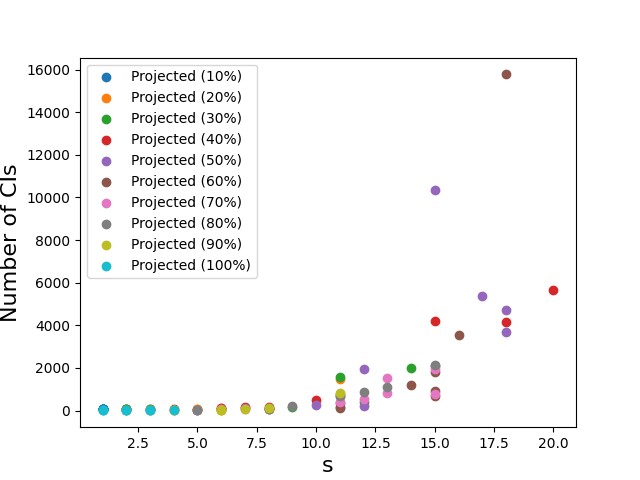 16000
14000
12000
10000
8000
6000
4000
2000
0
Number of CIs
Projected (10%)
Projected (20%)
Projected (30%)
Projected (40%)
Projected (50%)
Projected (60%)
Projected (70%)
Projected (80%)
Projected (90%)
Projected (100%)
2.5 5.0 7.5 10.0 12.5 15.0 17.5 20.0
s